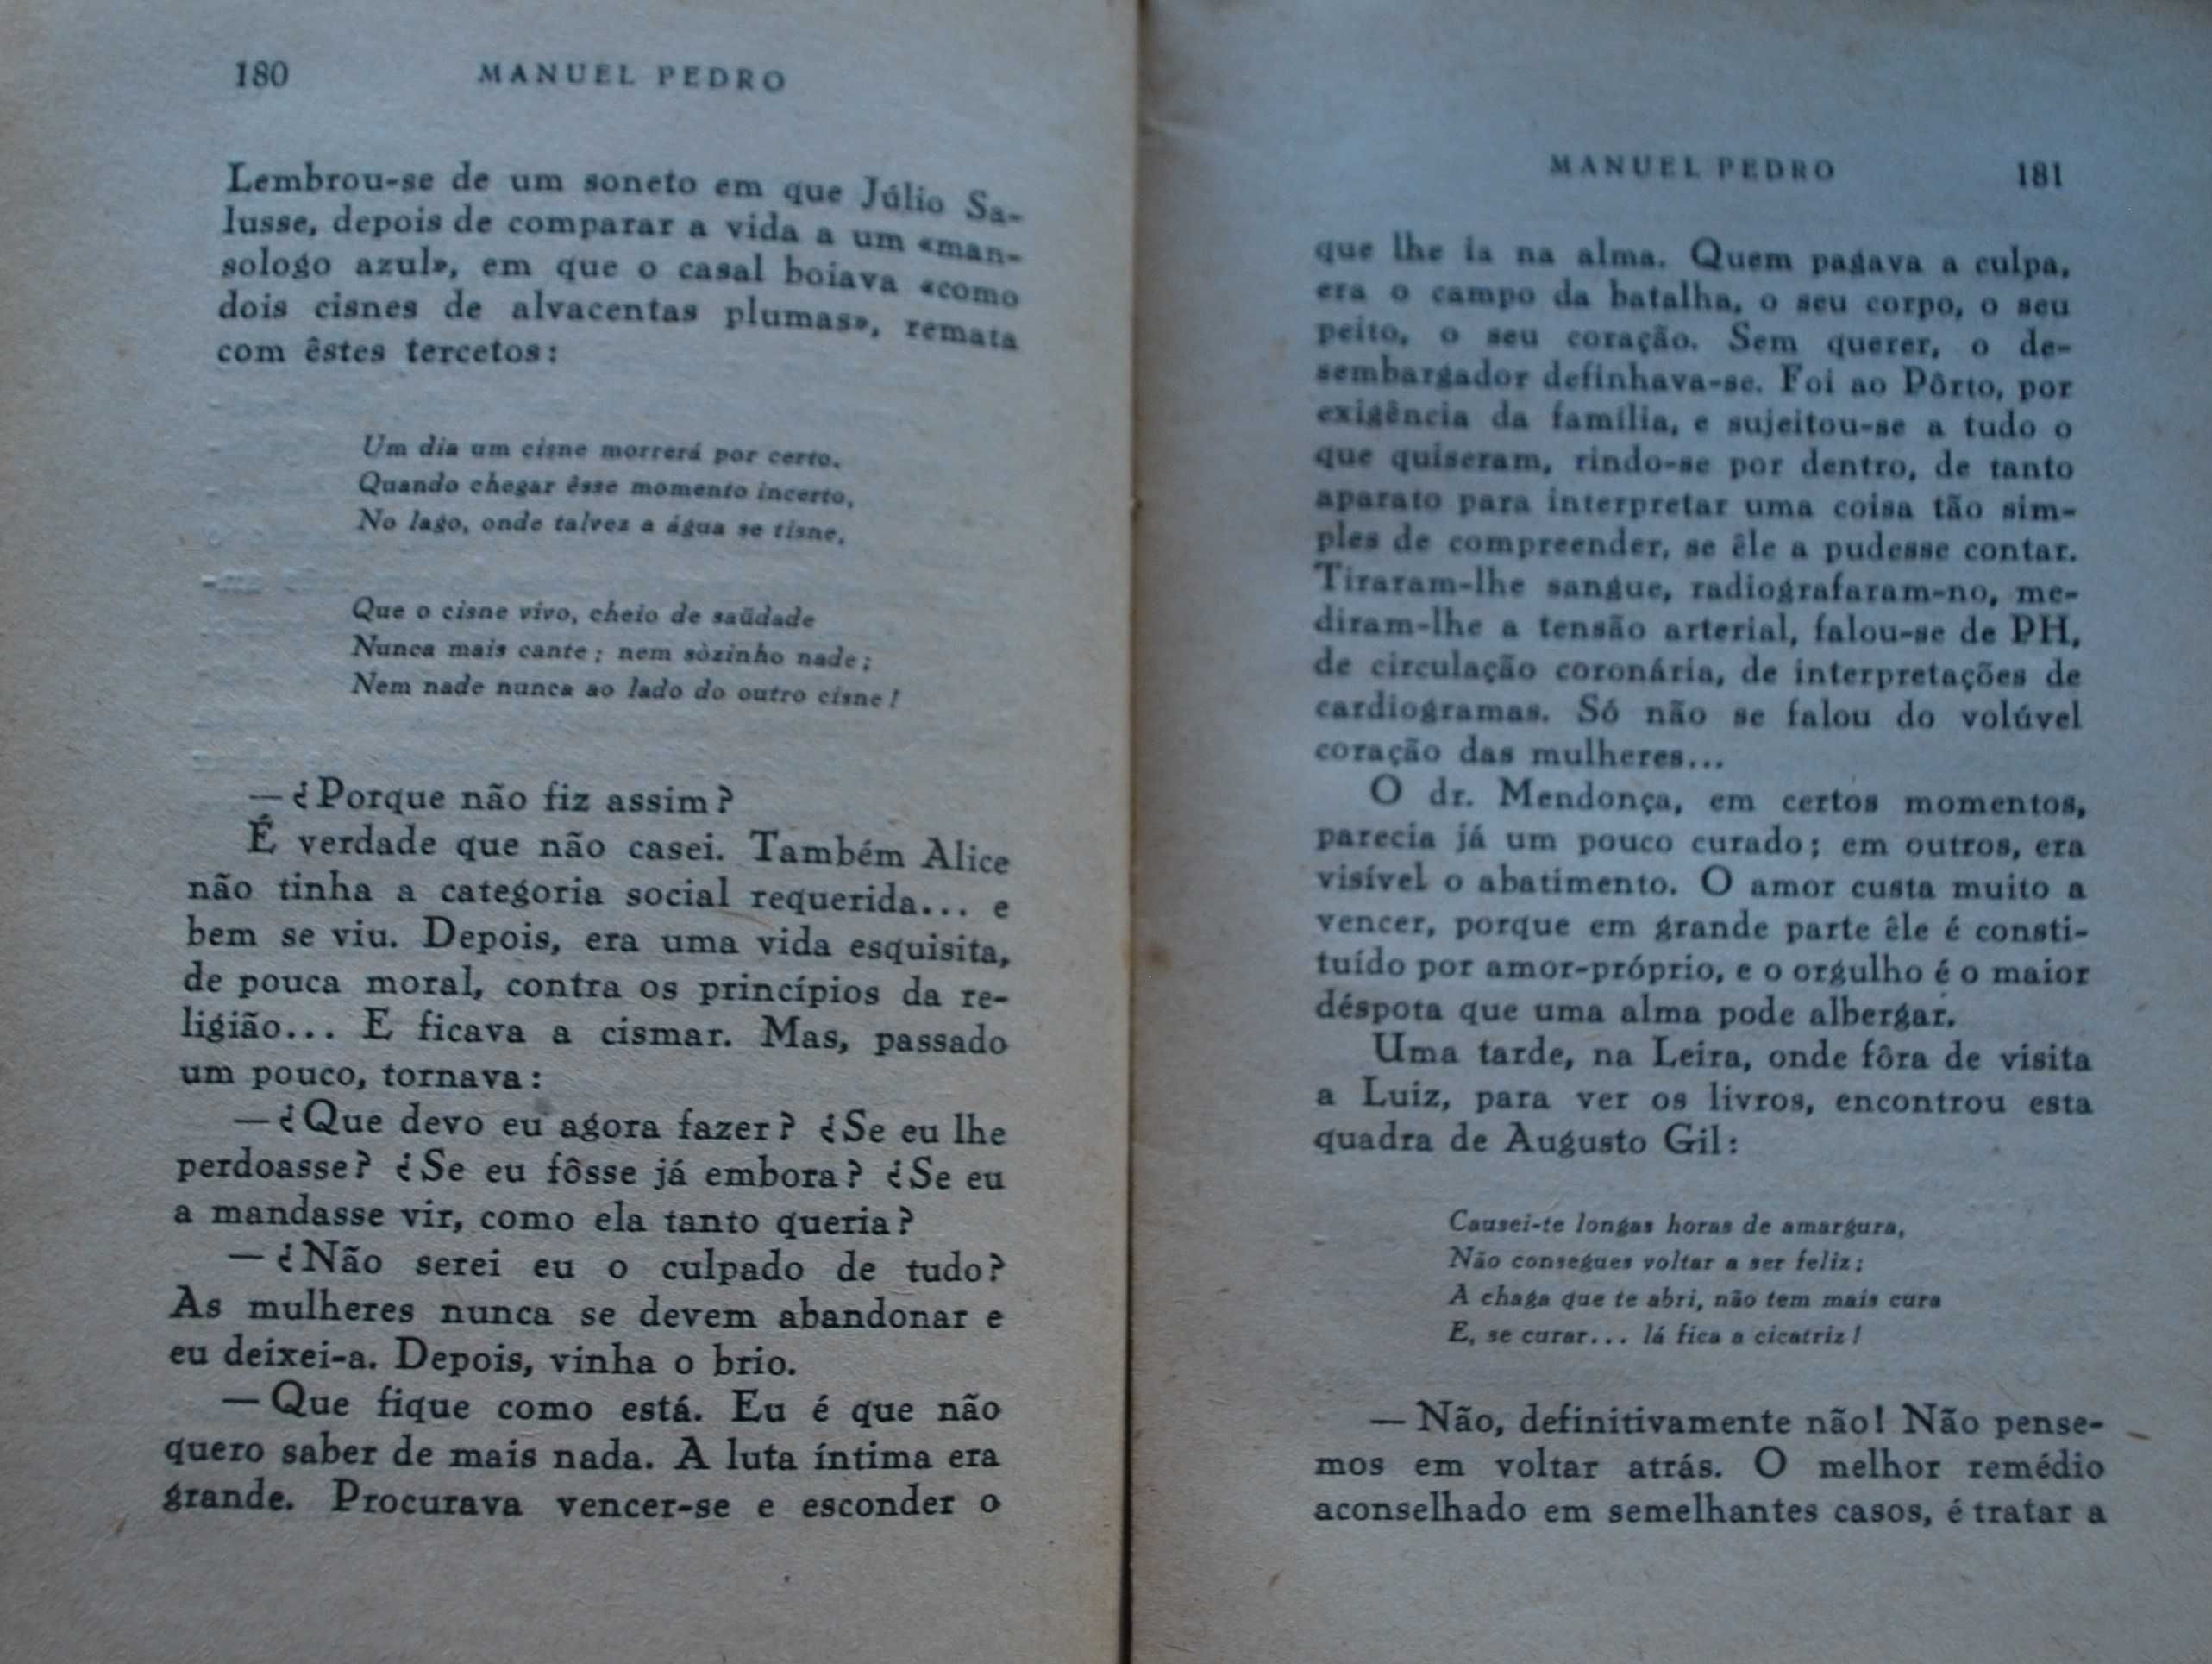 180 MANUEL PEDRO
Lembrou-se de um soneto em que Júlio Sa-
lusse, depois de comparar a vida a um «man-
sologo azul», em que o casal boiava «como
dois cisnes de alvacentas plumas», remata
com êstes tercetos:
Um dia um cisne morrerá por certo.
Quando chegar êsse momento incerto,
No lago, onde talvez a água se tisne,
Que o cisne vivo, cheio de saüdade
Nunca mais cante; nem sòzinho nade;
Nem nade nunca ao lado do outro cisne!
— ¿Porque não fiz assim?
É verdade que não casei. Também Alice
não tinha a categoria social requerida... e
bem se viu. Depois, era uma vida esquisita,
de pouca moral, contra os princípios da re-
ligião... E ficava a cismar. Mas, passado
um pouco, tornava:
— ¿Que devo eu agora fazer? ¿Se eu lhe
perdoasse? ¿Se eu fôsse já embora? ¿Se eu
a mandasse vir, como ela tanto queria?
— ¿Não serei eu o culpado de tudo?
As mulheres nunca se devem abandonar e
eu deixei-a. Depois, vinha o brio.
— Que fique como está. Eu é que não
quero saber de mais nada. A luta íntima era
grande. Procurava vencer-se e esconder o
MANUEL PEDRO 181
que lhe ia na alma. Quem pagava a culpa,
era o campo da batalha, o seu corpo, o seu
peito, o seu coração. Sem querer, o de-
sembargador definhava-se. Foi ao Pôrto, por
exigência da família, e sujeitou-se a tudo o
que quiseram, rindo-se por dentro, de tanto
aparato para interpretar uma coisa tão sim-
ples de compreender, se êle a pudesse contar.
Tiraram-lhe sangue, radiografaram-no, me-
diram-lhe a tensão arterial, falou-se de PH,
de circulação coronária, de interpretações de
cardiogramas. Só não se falou do volúvel
coração das mulheres...
O dr. Mendonça, em certos momentos,
parecia já um pouco curado; em outros, era
visível o abatimento. O amor custa muito a
vencer, porque em grande parte êle é consti-
tuído por amor-próprio, e o orgulho é o maior
déspota que uma alma pode albergar.
Uma tarde, na Leira, onde fôra de visita
a Luiz, para ver os livros, encontrou esta
quadra de Augusto Gil:
Causei-te longas horas de amargura,
Não consegues voltar a ser feliz;
A chaga que te abri, não tem mais cura
E, se curar... lá fica a cicatriz!
— Não, definitivamente não! Não pense-
mos em voltar atrás. O melhor remédio
aconselhado em semelhantes casos, é tratar a